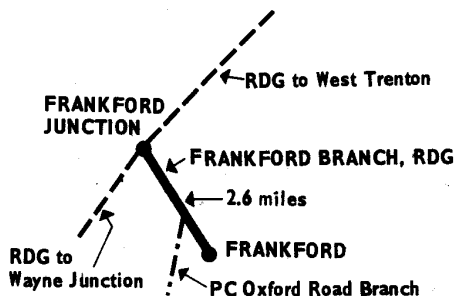 RDG to West Trenton
FRANKFORD
JUNCTION
FRANKFORD BRANCH, RDG
2.6 miles
FRANKFORD
RDG to
Wayne Junction
PC Oxford Road Branch